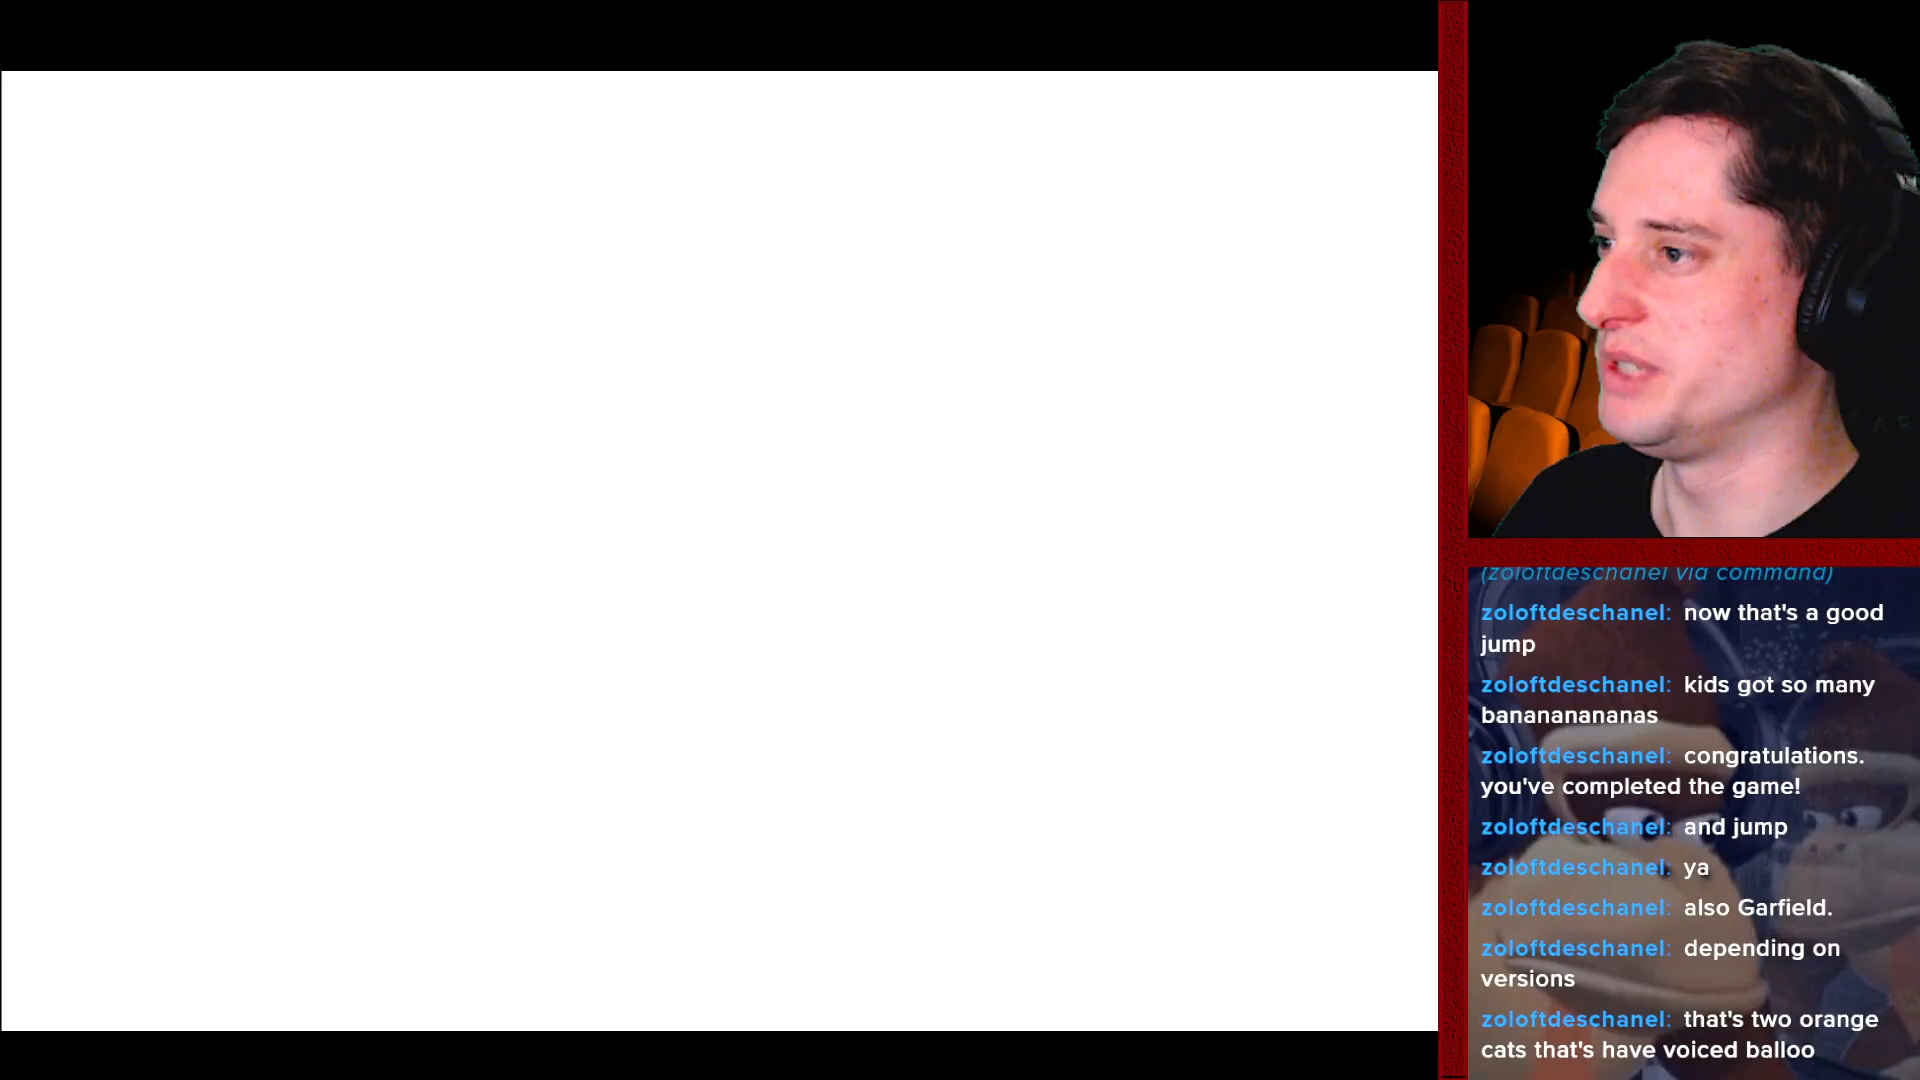 (zoloftdeschanel via command)
zoloftdeschanel: now that's a good
jump
zoloftdeschanel: kids got so many
banananananas
zoloftdeschanel: congratulations.
you've completed the game!
zoloftdeschanel: and jump
zoloftdeschanel: ya
zoloftdeschanel: also Garfield.
zoloftdeschanel: depending on
versions
zoloftdeschanel: that's two orange
cats that's have voiced balloo